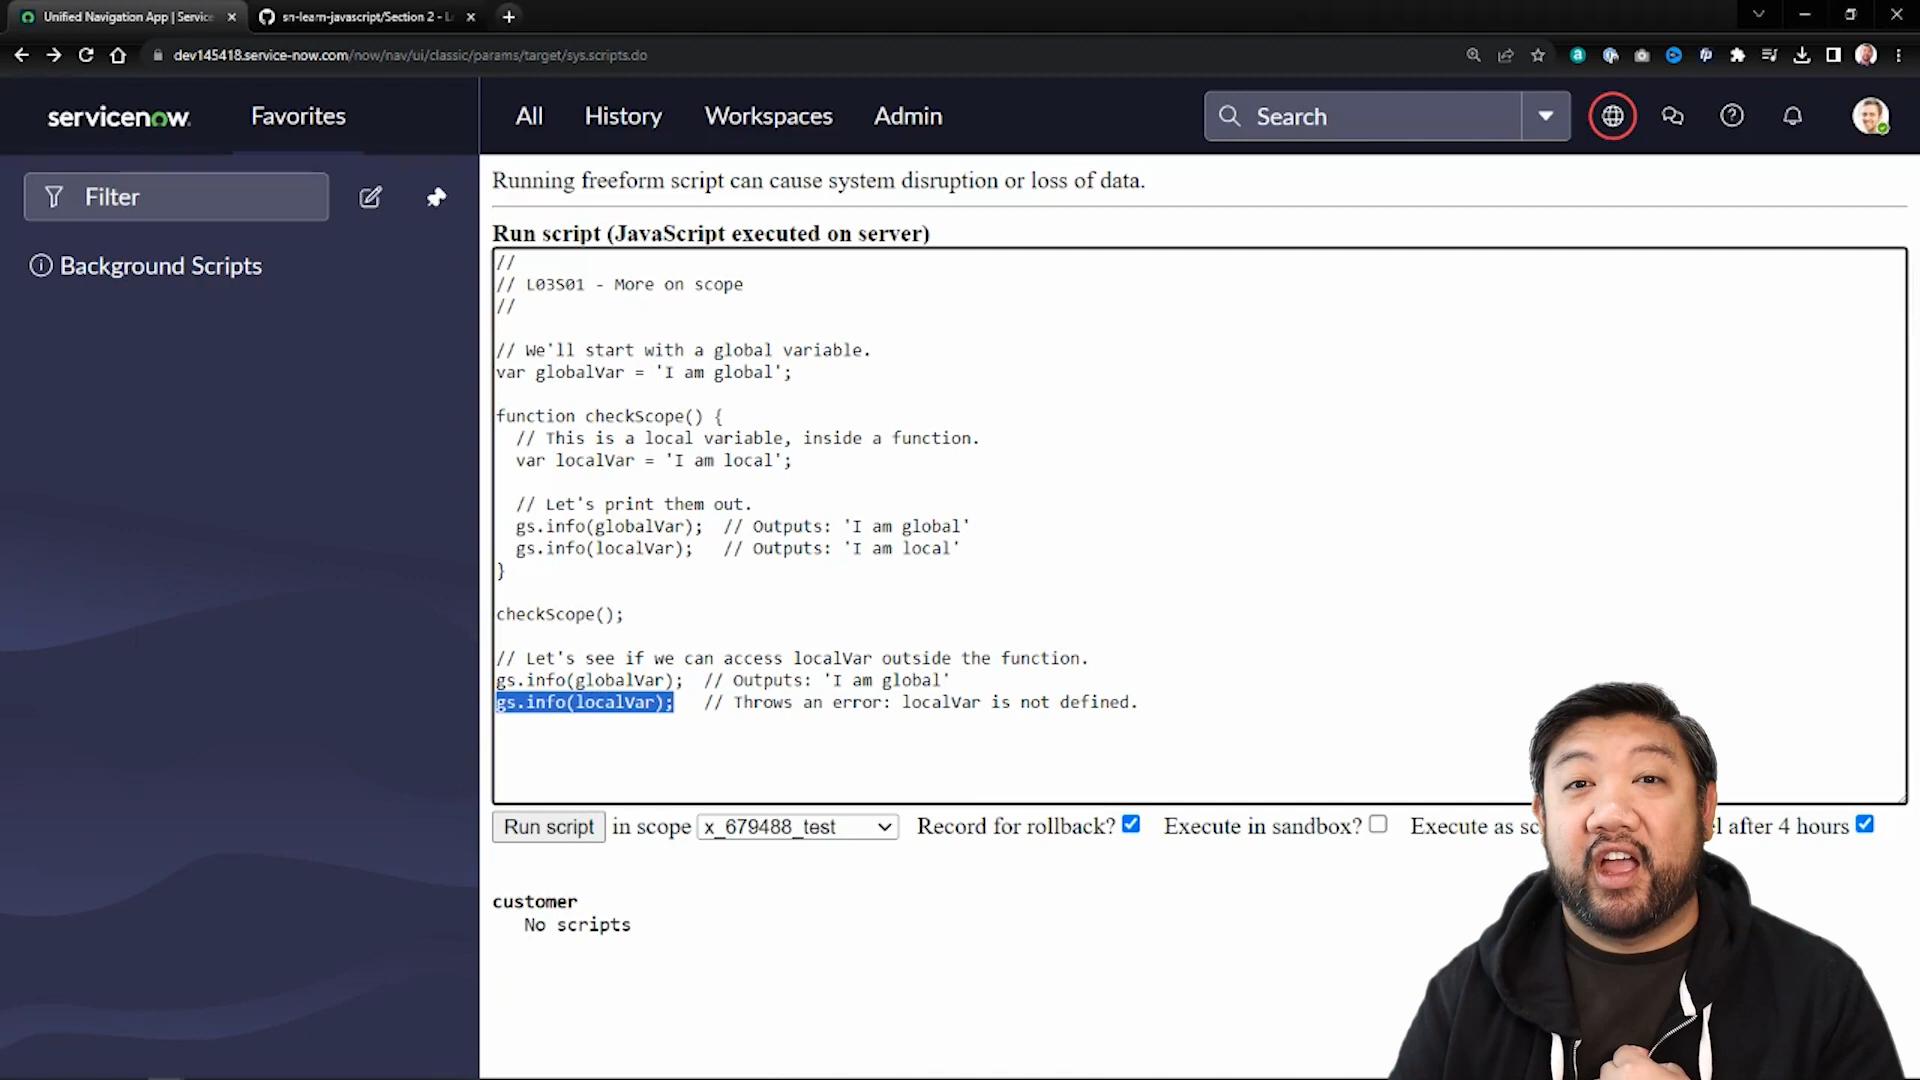 Unified Navigation App | Service
sn-learn-javascript/Section 2 - L
dev145418.service-now.com/now/nav/ui/classic/params/target/sys.scripts.do
servicenow
Favorites
All
History
Workspaces
Admin
Search
Filter
Background Scripts
Running freeform script can cause system disruption or loss of data.
Run script (JavaScript executed on server)
//
// L03S01 - More on scope
//
// We'll start with a global variable.
var globalVar = 'I am global';
function checkScope() {
// This is a local variable, inside a function.
var localVar = 'I am local';
// Let's print them out.
gs.info(globalVar); // Outputs: 'I am global'
gs.info(localVar); // Outputs: 'I am local'
}
checkScope();
// Let's see if we can access localVar outside the function.
gs.info(globalVar); // Outputs: 'I am global'
gs.info(localVar); // Throws an error: localVar is not defined.
Run script in scope x_679488_test Record for rollback? Execute in sandbox? Execute as sc l after 4 hours
customer
No scripts